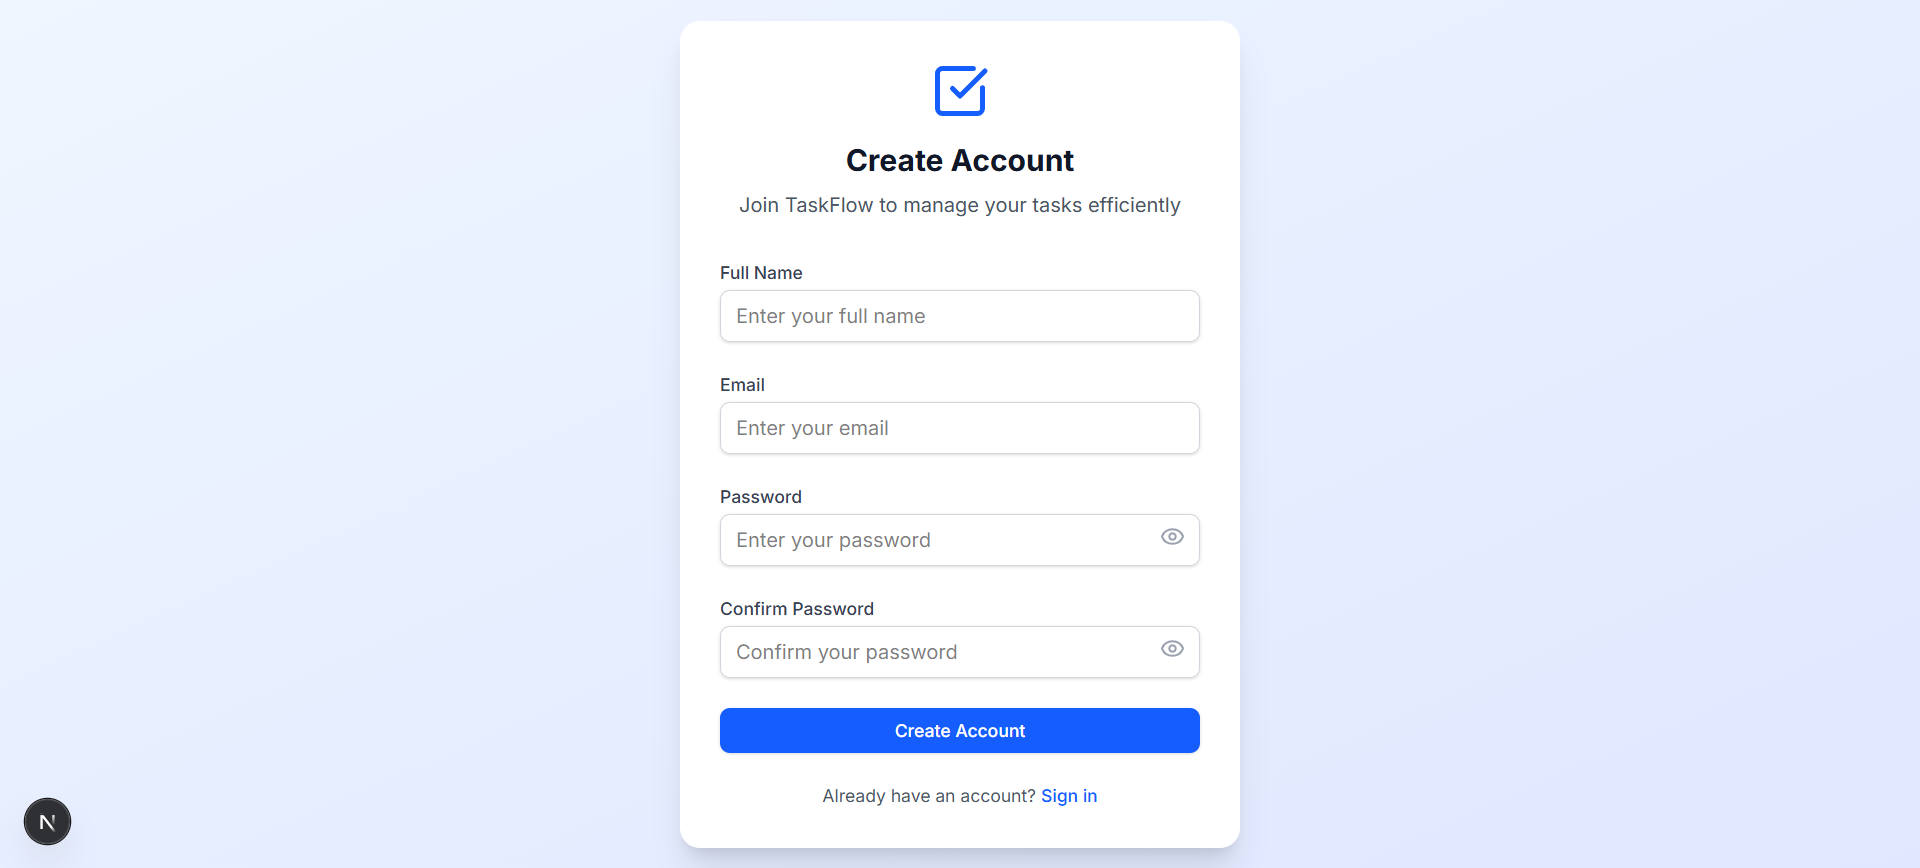 Create Account
Join TaskFlow to manage your tasks efficiently
Full Name
Enter your full name
Email
Enter your email
Password
Enter your password
Confirm Password
Confirm your password
Create Account
Already have an account? Sign in
N